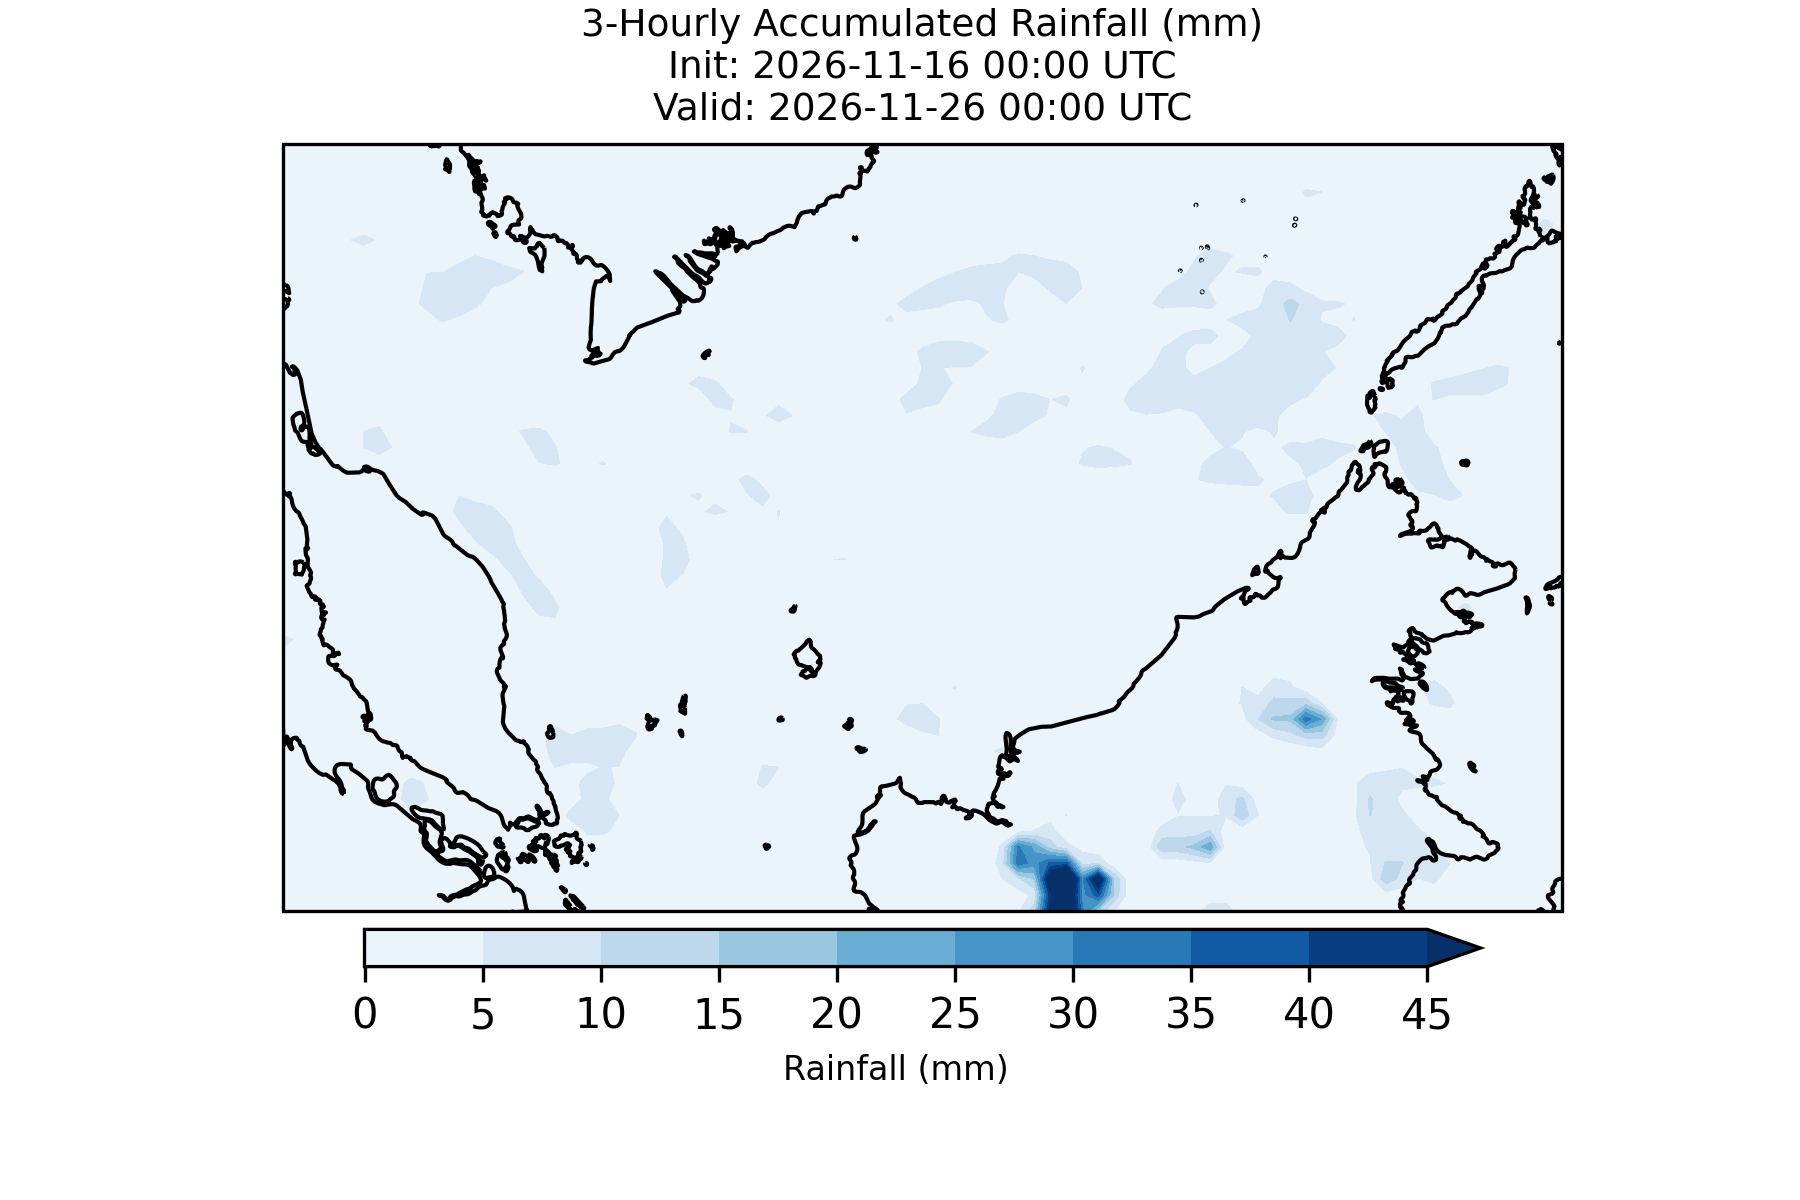 3-Hourly Accumulated Rainfall (mm)
Init: 2026-11-16 00:00 UTC
Valid: 2026-11-26 00:00 UTC
0 5 10 15 20 25 30 35 40 45
Rainfall (mm)